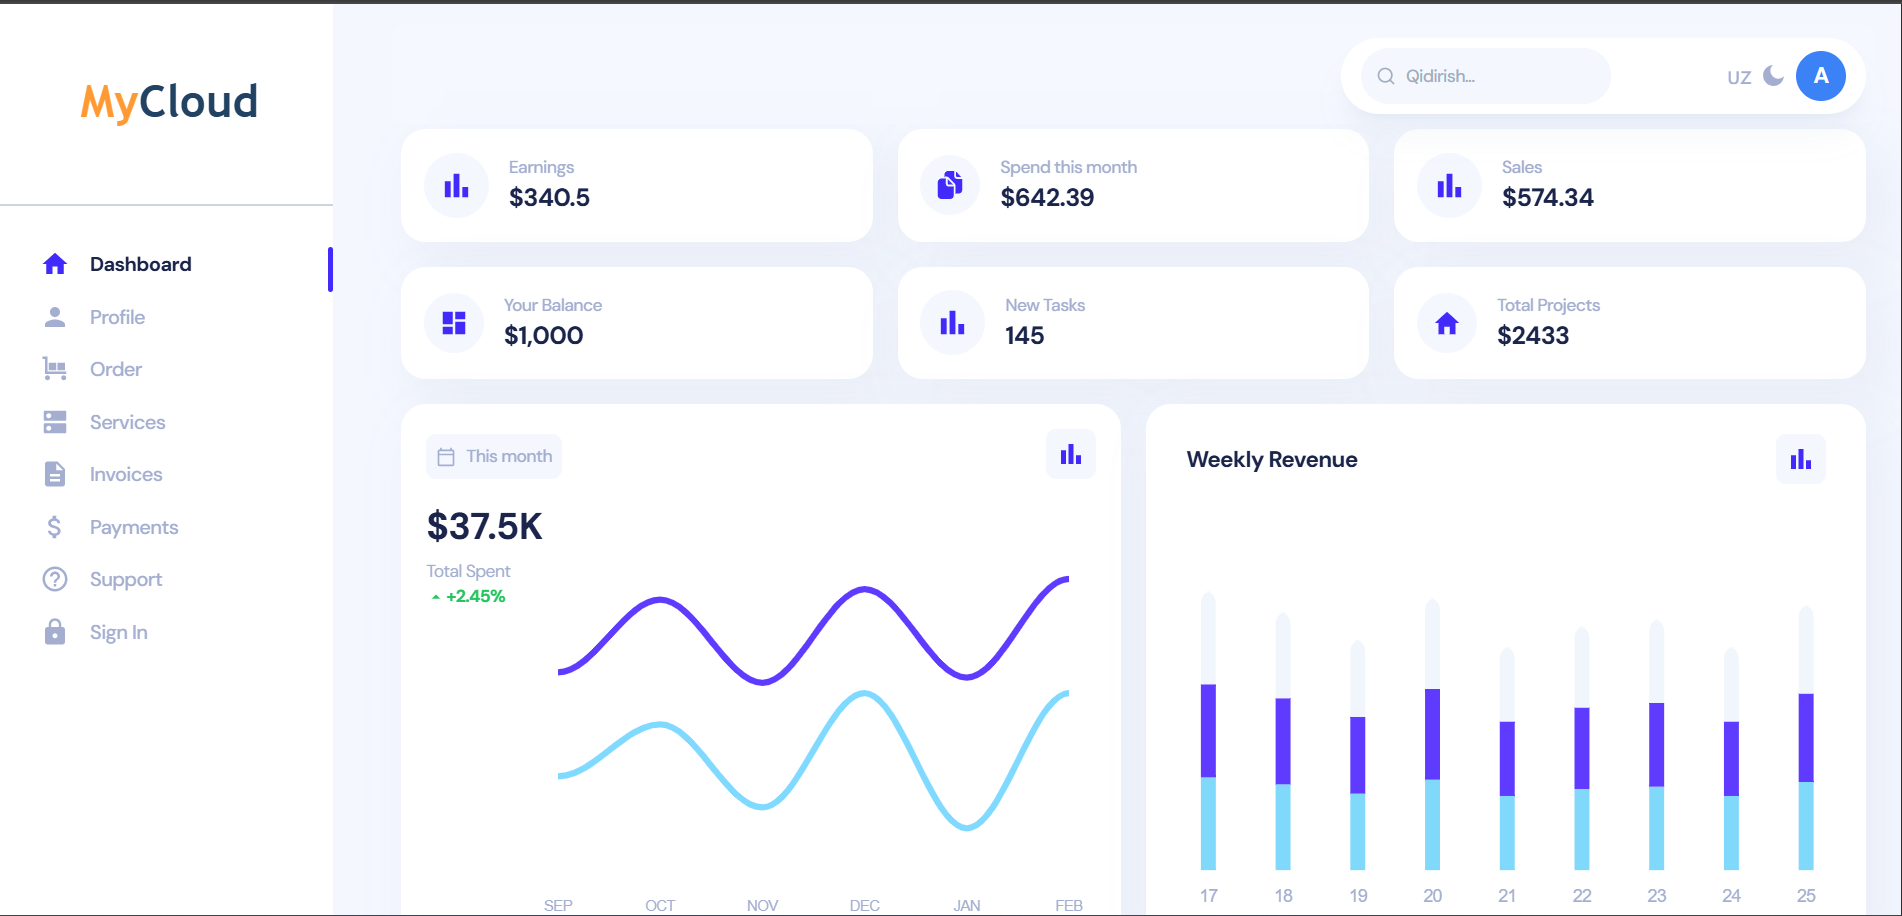 MyCloud
Dashboard
Profile
Order
Services
Invoices
Payments
Support
Sign In
Qidirish...
UZ
A
Earnings
$340.5
Spend this month
$642.39
Sales
$574.34
Your Balance
$1,000
New Tasks
145
Total Projects
$2433
This month
$37.5K
Total Spent
+2.45%
SEP OCT NOV DEC JAN FEB
Weekly Revenue
17 18 19 20 21 22 23 24 25